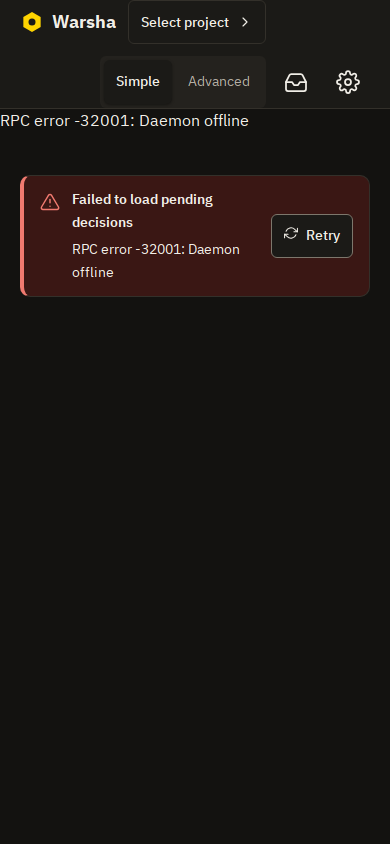 Warsha
Select project
Simple
Advanced
RPC error -32001: Daemon offline
Failed to load pending
decisions
RPC error -32001: Daemon
offline
Retry